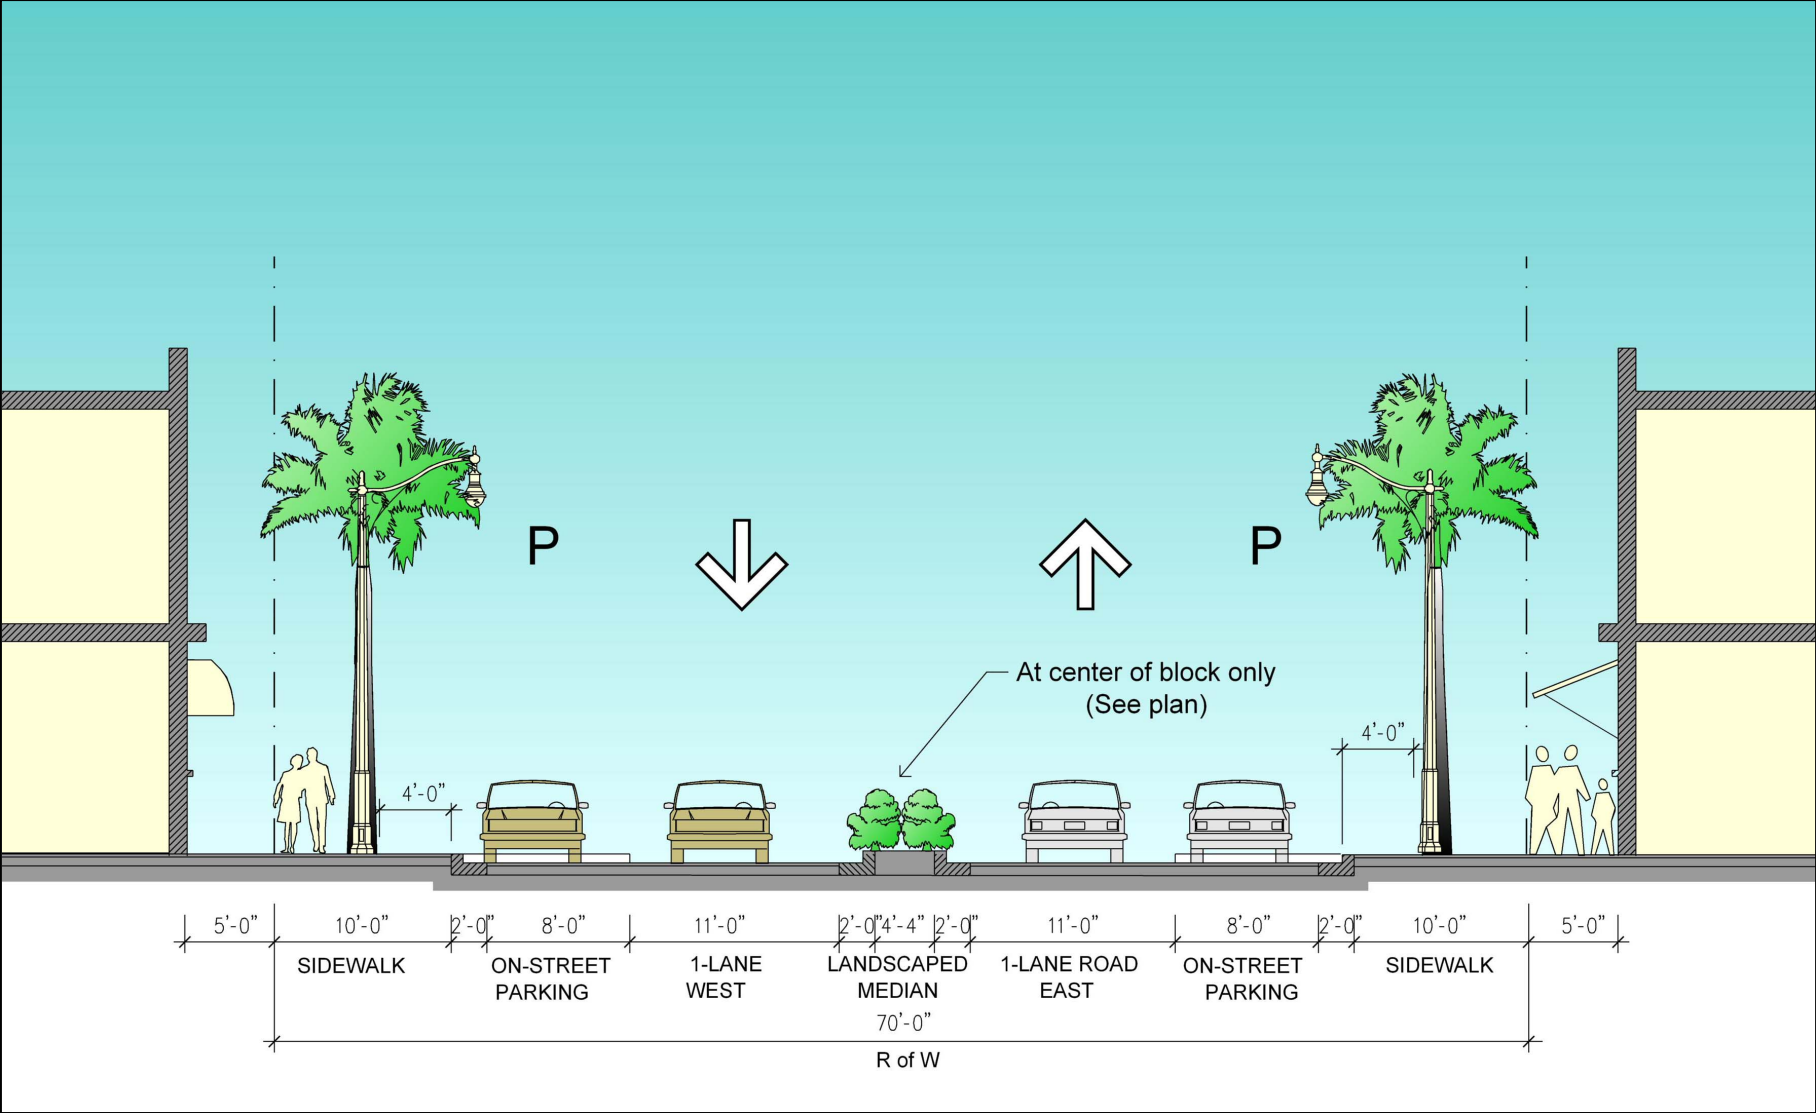 P
P
At center of block only
(See plan)
4'-0"
4'-0"
5'-0" 10'-0" 2'-0" 8'-0" 11'-0" 2'-0" 4'-4" 2'-0" 11'-0" 8'-0" 2'-0" 10'-0" 5'-0"
SIDEWALK ON-STREET 1-LANE LANDSCAPED 1-LANE ROAD ON-STREET SIDEWALK
PARKING WEST MEDIAN EAST PARKING
70'-0"
R of W